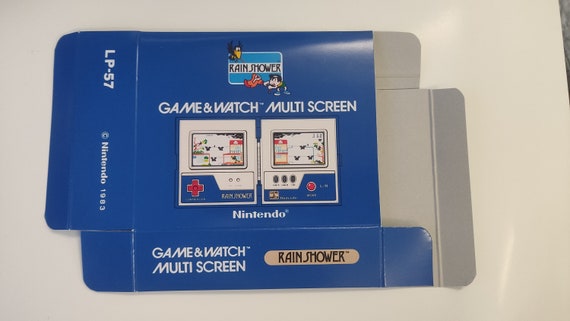 LP-57
© Nintendo 1983
RAIN SHOWER
GAME & WATCH™ MULTI SCREEN
RAIN SHOWER
Nintendo®
GAME & WATCH™
MULTI SCREEN
RAIN SHOWER™